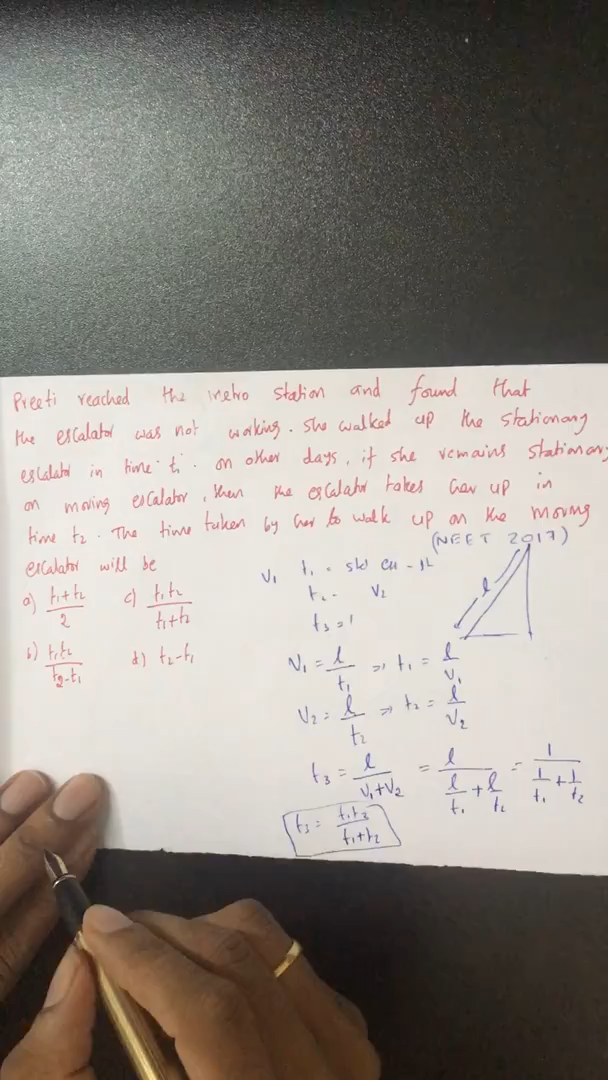 Preeti reached the metro station and found that
the escalator was not working. She walked up the stationary
escalator in time t₁. on other days, if she remains stationary
on moving escalator, then the escalator takes her up in
time t₂. The time taken by her to walk up on the moving
escalator will be
(NEET 2017)
a) (t₁+t₂)/2 c) t₁t₂/(t₁+t₂)
b) t₁t₂/(t₂-t₁) d) t₂-t₁
V₁ t₁ =
t₂ - V₂
t₃ = !
l
V₁ = l/t₁ ⇒ t₁ = l/V₁
V₂ = l/t₂ ⇒ t₂ = l/V₂
t₃ = l/(V₁+V₂) = l/(l/t₁ + l/t₂) = 1/(1/t₁ + 1/t₂)
t₃ = t₁t₃/(t₁+t₂)